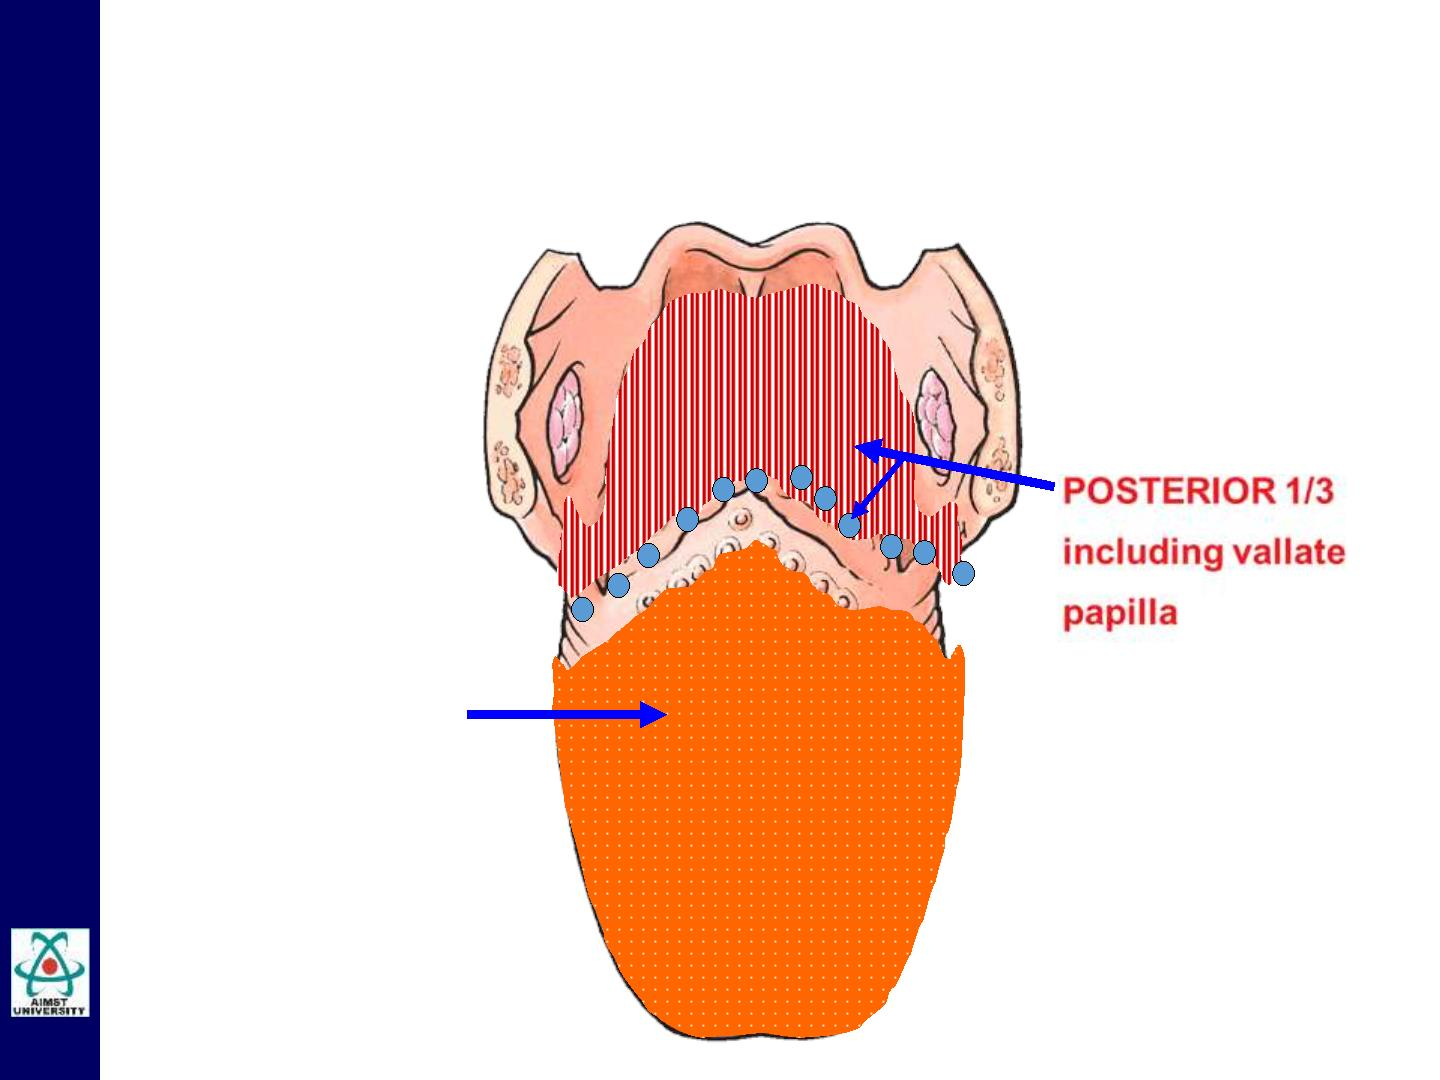 POSTERIOR 1/3
including vallate
papilla
AIMST
UNIVERSITY